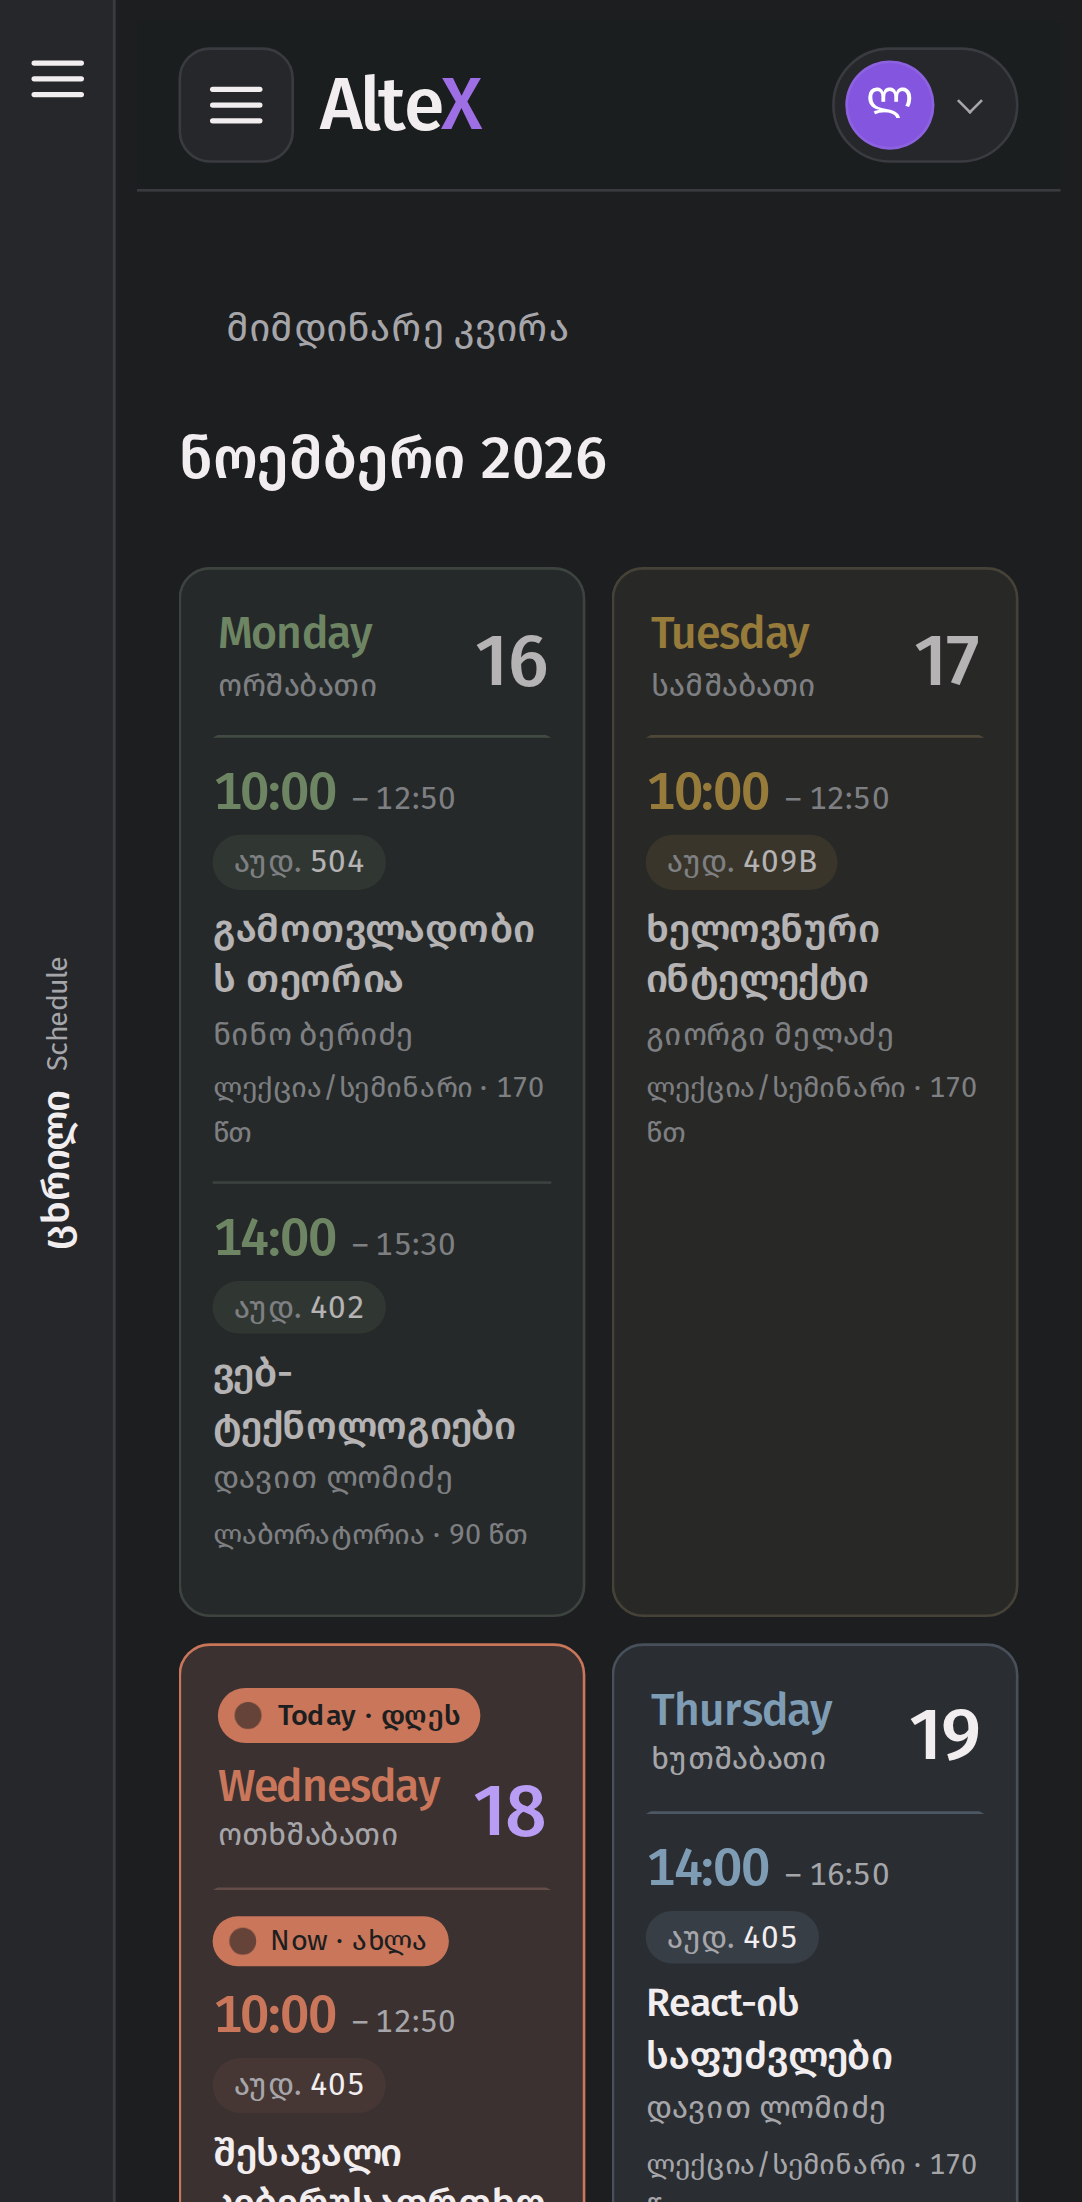 AlteX
ლ
მიმდინარე კვირა
ნოემბერი 2026
Monday
ორშაბათი
16
10:00 – 12:50
აუდ. 504
გამოთვლადობი
ს თეორია
ნინო ბერიძე
ლექცია/სემინარი · 170
წთ
14:00 – 15:30
აუდ. 402
ვებ-
ტექნოლოგიები
დავით ლომიძე
ლაბორატორია · 90 წთ
Tuesday
სამშაბათი
17
10:00 – 12:50
აუდ. 409B
ხელოვნური
ინტელექტი
გიორგი მელაძე
ლექცია/სემინარი · 170
წთ
Today · დღეს
Wednesday
ოთხშაბათი
18
Now · ახლა
10:00 – 12:50
აუდ. 405
შესავალი
Thursday
ხუთშაბათი
19
14:00 – 16:50
აუდ. 405
React-ის
საფუძვლები
დავით ლომიძე
ლექცია/სემინარი · 170
ცხრილი Schedule